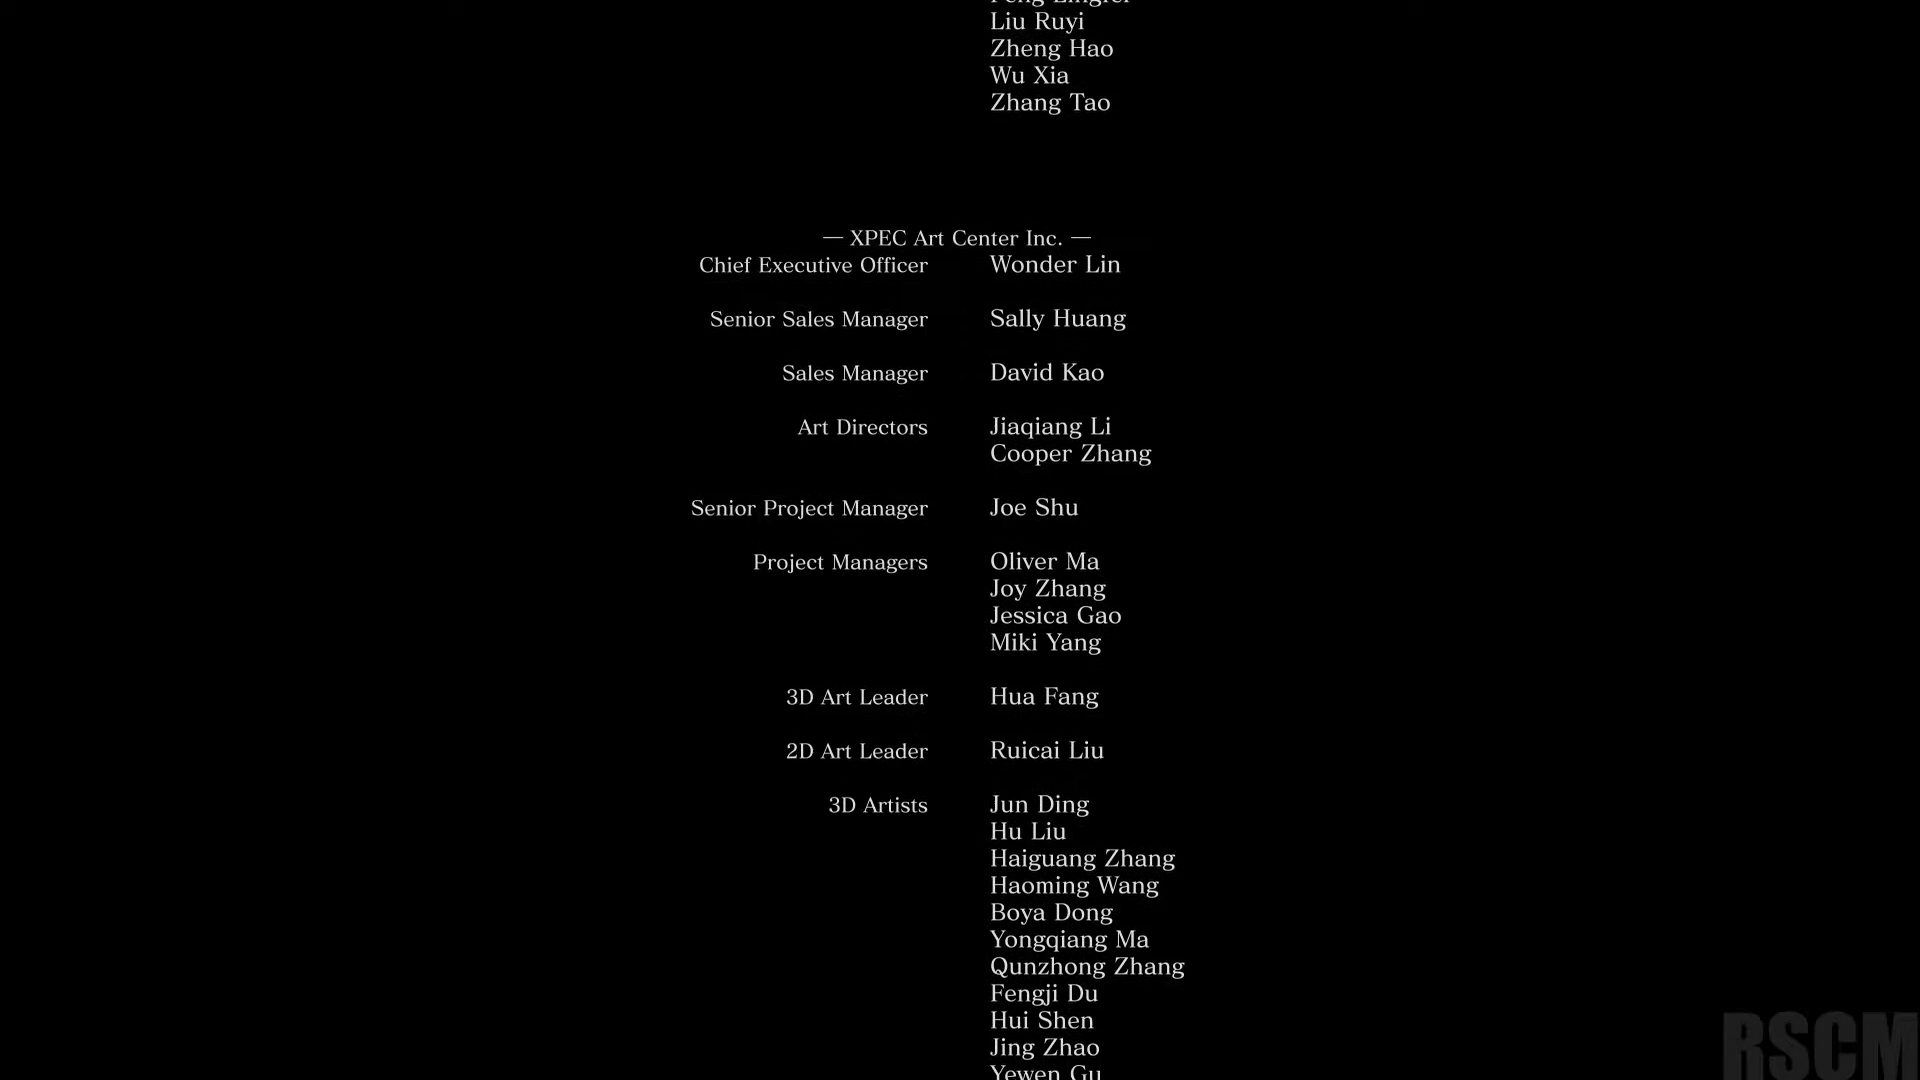 Liu Ruyi
Zheng Hao
Wu Xia
Zhang Tao
— XPEC Art Center Inc. —
Chief Executive Officer Wonder Lin
Senior Sales Manager Sally Huang
Sales Manager David Kao
Art Directors Jiaqiang Li
Cooper Zhang
Senior Project Manager Joe Shu
Project Managers Oliver Ma
Joy Zhang
Jessica Gao
Miki Yang
3D Art Leader Hua Fang
2D Art Leader Ruicai Liu
3D Artists Jun Ding
Hu Liu
Haiguang Zhang
Haoming Wang
Boya Dong
Yongqiang Ma
Qunzhong Zhang
Fengji Du
Hui Shen
Jing Zhao
Yewen Gu
RSCM